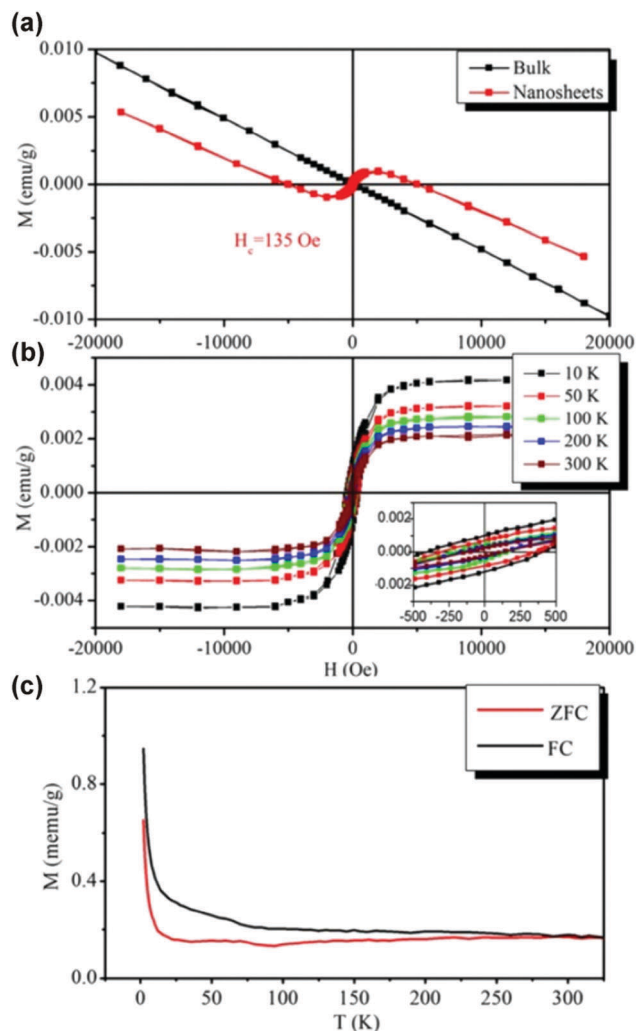 (a)
0.010
0.005
0.000
-0.005
-0.010
M (emu/g)
Bulk
Nanosheets
H_c=135 Oe
-20000 -10000 0 10000 20000
(b)
0.004
0.002
0.000
-0.002
-0.004
M (emu/g)
10 K
50 K
100 K
200 K
300 K
0.002
0.000
-0.002
-500 -250 0 250 500
-20000 -10000 0 10000 20000
H (Oe)
(c)
1.2
0.8
0.4
0.0
M (memu/g)
ZFC
FC
0 50 100 150 200 250 300
T (K)